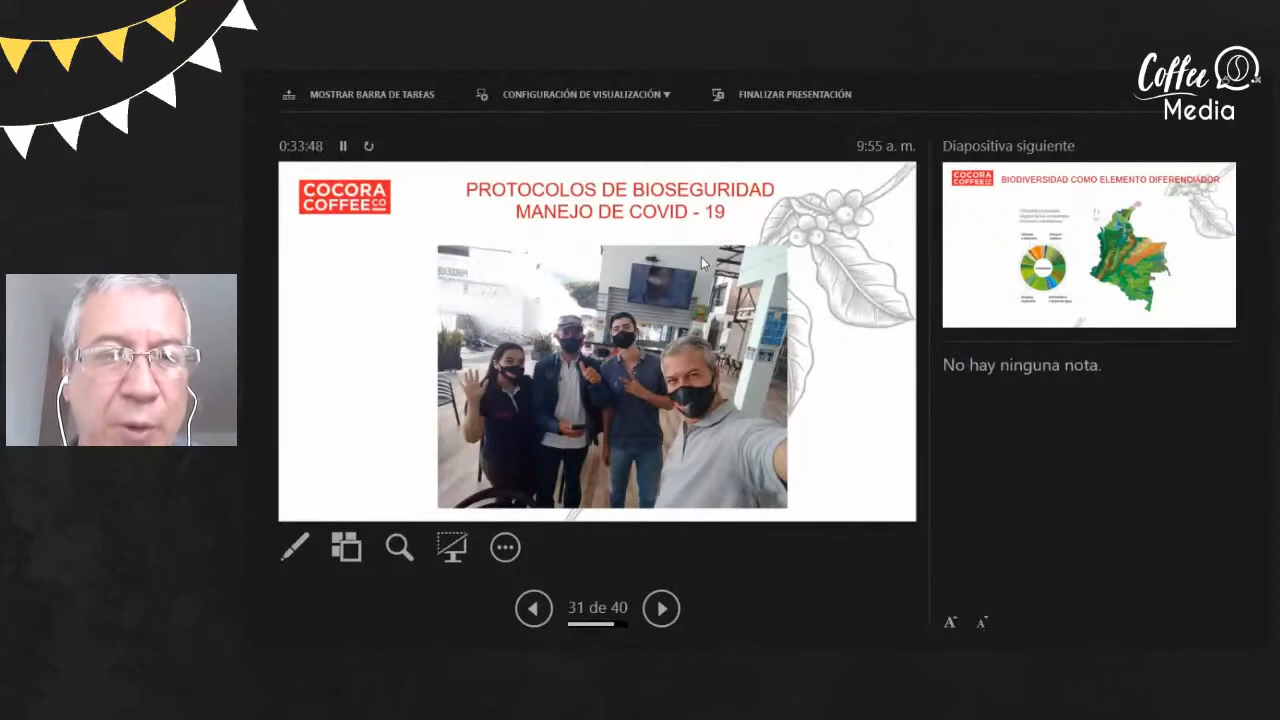 Coffee
Media
MOSTRAR BARRA DE TAREAS
CONFIGURACIÓN DE VISUALIZACIÓN ▼
FINALIZAR PRESENTACIÓN
0:33:48
9:55 a. m.
COCORA
COFFEE CO
PROTOCOLOS DE BIOSEGURIDAD
MANEJO DE COVID - 19
31 de 40
Diapositiva siguiente
COCORA
COFFEE CO
BIODIVERSIDAD COMO ELEMENTO DIFERENCIADOR
No hay ninguna nota.
A A